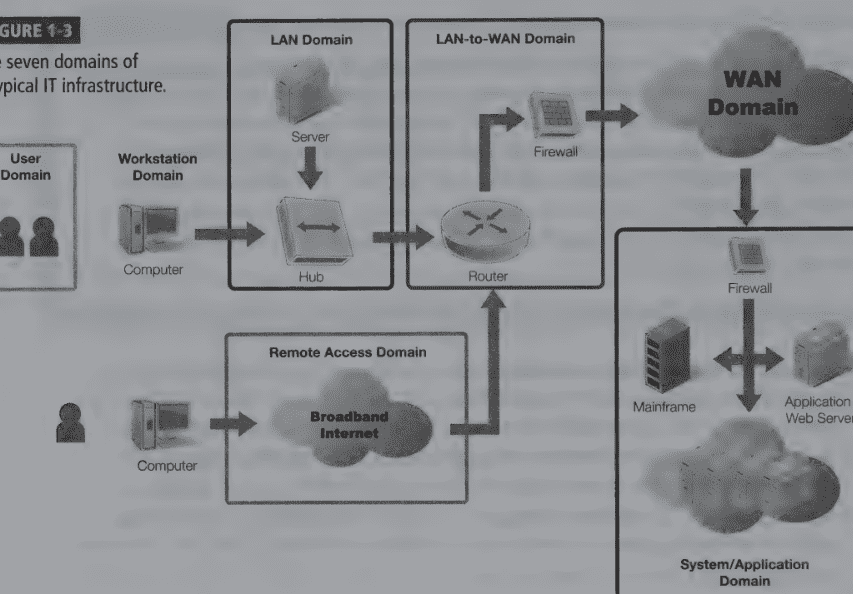 GURE 1-3
seven domains of
ypical IT infrastructure.
User
Domain
Workstation
Domain
Computer
LAN Domain
Server
Hub
LAN-to-WAN Domain
Firewall
Router
WAN
Domain
Remote Access Domain
Broadband
Internet
Computer
Firewall
Mainframe
Application
Web Server
System/Application
Domain